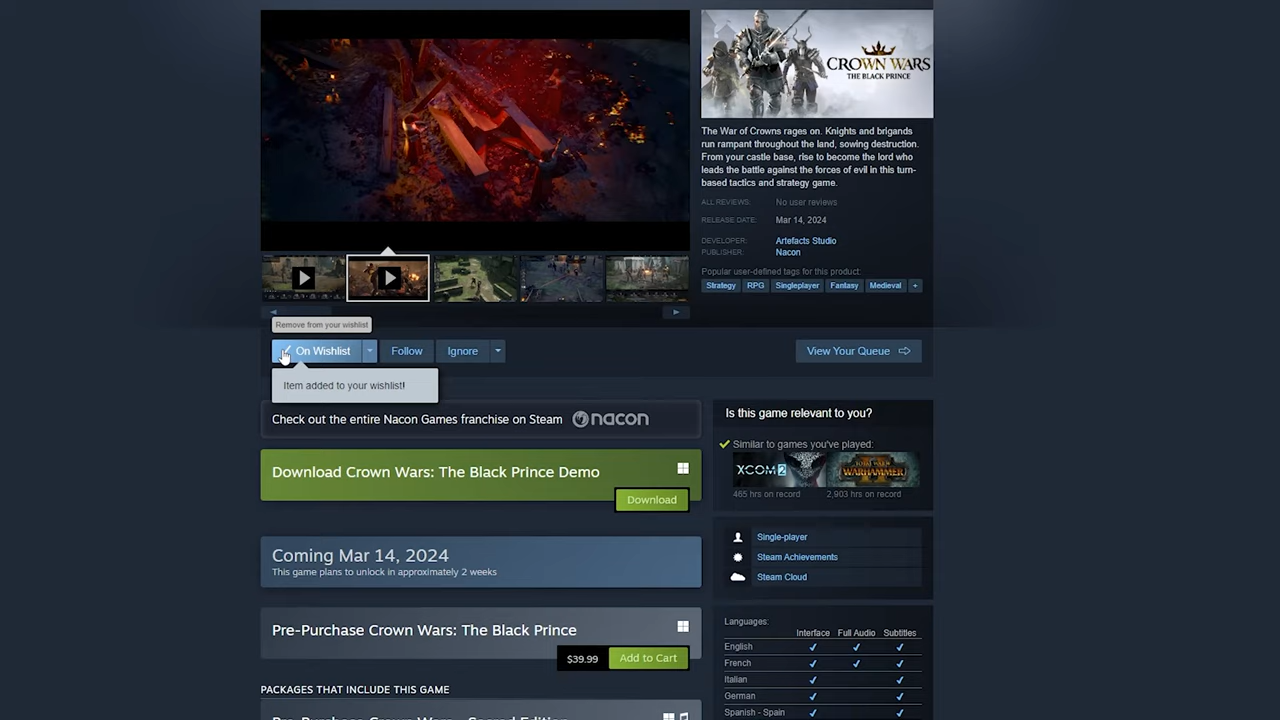 CROWN WARS
THE BLACK PRINCE
The War of Crowns rages on. Knights and brigands
run rampant throughout the land, sowing destruction.
From your castle base, rise to become the lord who
leads the battle against the forces of evil in this turn-
based tactics and strategy game.
ALL REVIEWS: No user reviews
RELEASE DATE: Mar 14, 2024
DEVELOPER: Artefacts Studio
PUBLISHER: Nacon
Popular user-defined tags for this product:
Strategy RPG Singleplayer Fantasy Medieval +
Remove from your wishlist
On Wishlist Follow Ignore View Your Queue
Item added to your wishlist!
Check out the entire Nacon Games franchise on Steam nacon
Download Crown Wars: The Black Prince Demo
Download
Coming Mar 14, 2024
This game plans to unlock in approximately 2 weeks
Pre-Purchase Crown Wars: The Black Prince
$39.99 Add to Cart
PACKAGES THAT INCLUDE THIS GAME
Pre-Purchase Crown Wars - Sacred Edition
Is this game relevant to you?
Similar to games you've played:
XCOM 2 TOTAL WAR WARHAMMER II
465 hrs on record 2,903 hrs on record
Single-player
Steam Achievements
Steam Cloud
Languages:
Interface Full Audio Subtitles
English
French
Italian
German
Spanish - Spain